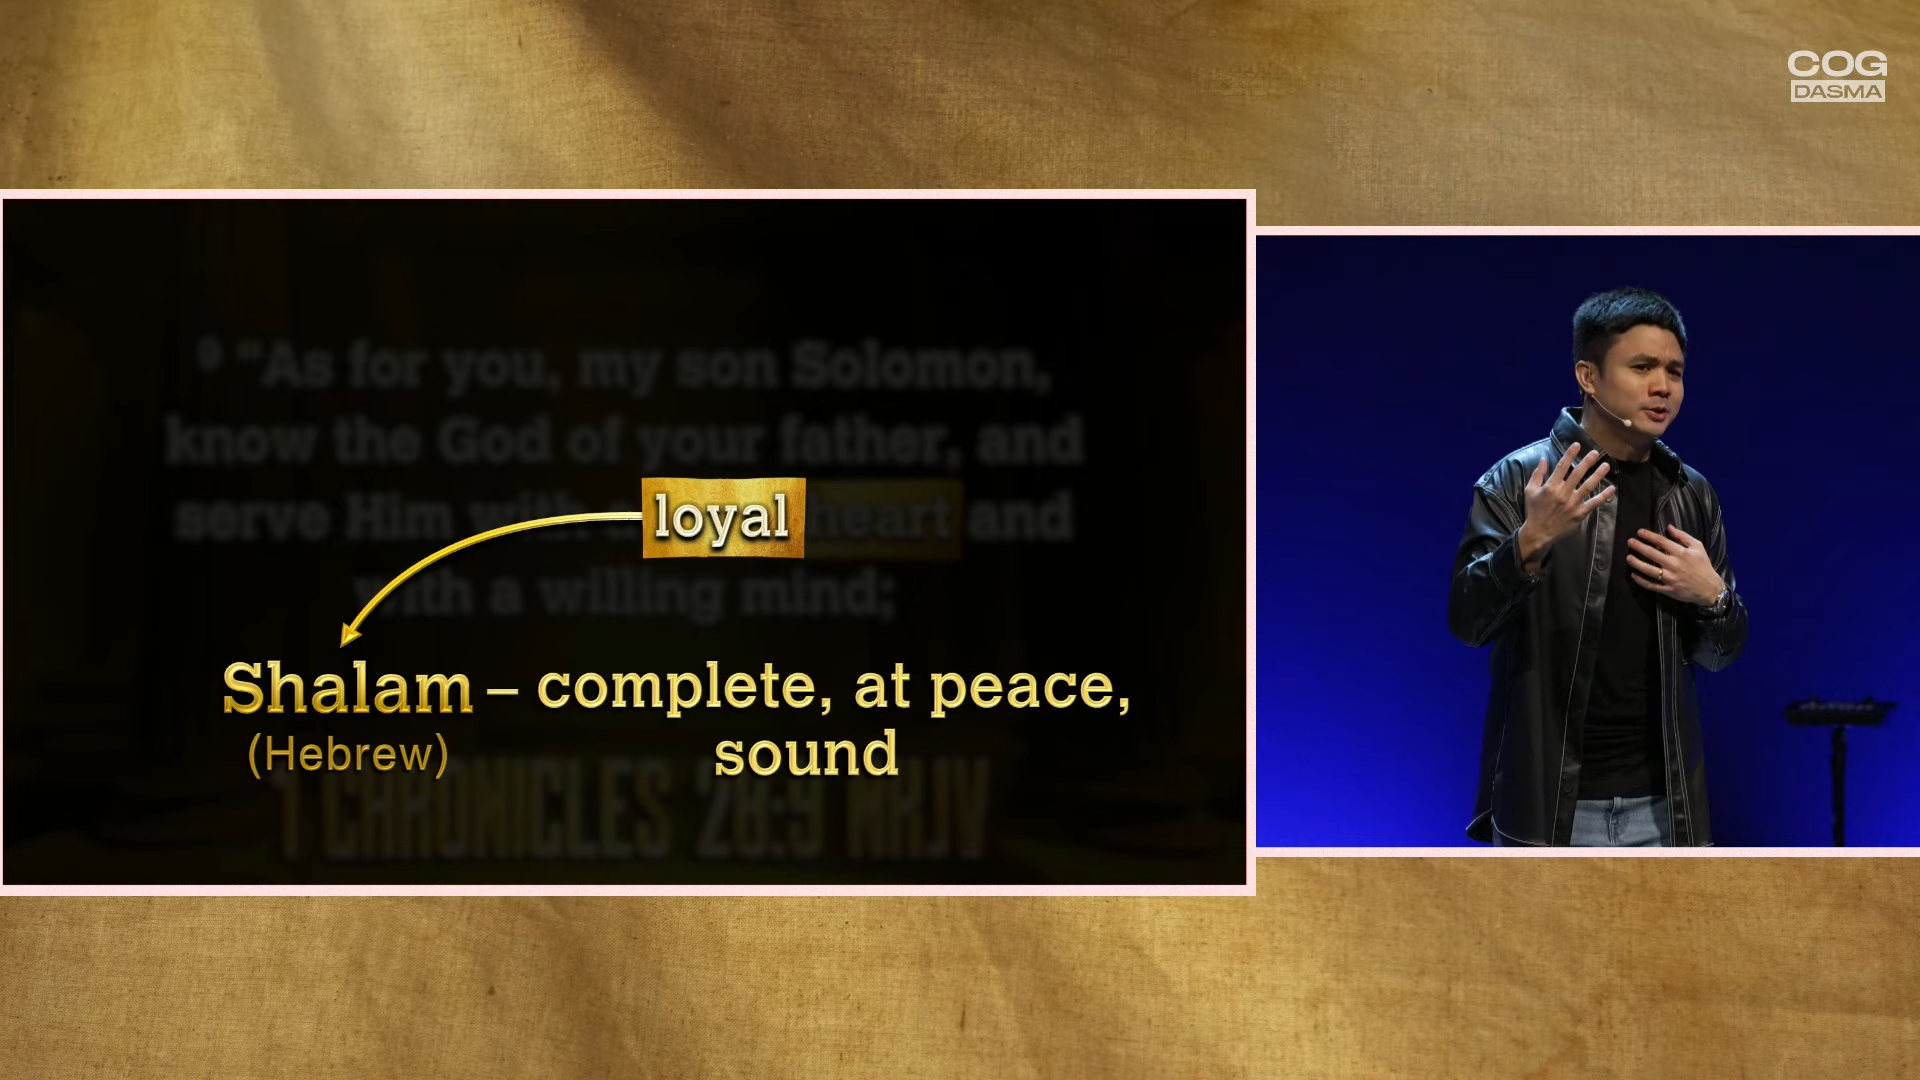 COG
DASMA
9 "As for you, my son Solomon,
know the God of your father, and
serve Him with a loyal heart and
with a willing mind;
Shalam – complete, at peace,
(Hebrew)
sound
1 CHRONICLES 28:9